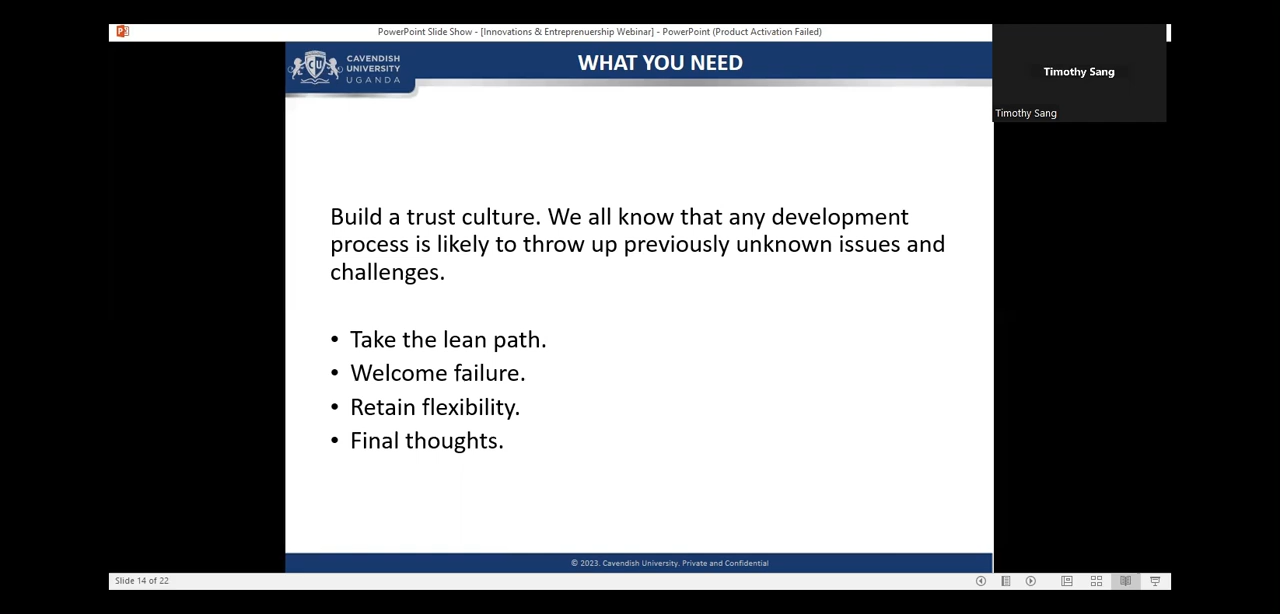 PowerPoint Slide Show - [Innovations & Entreprenuership Webinar] - PowerPoint (Product Activation Failed)
CU
CAVENDISH
UNIVERSITY
UGANDA
WHAT YOU NEED
Timothy Sang
Timothy Sang
Build a trust culture. We all know that any development
process is likely to throw up previously unknown issues and
challenges.
• Take the lean path.
• Welcome failure.
• Retain flexibility.
• Final thoughts.
© 2023. Cavendish University. Private and Confidential
Slide 14 of 22